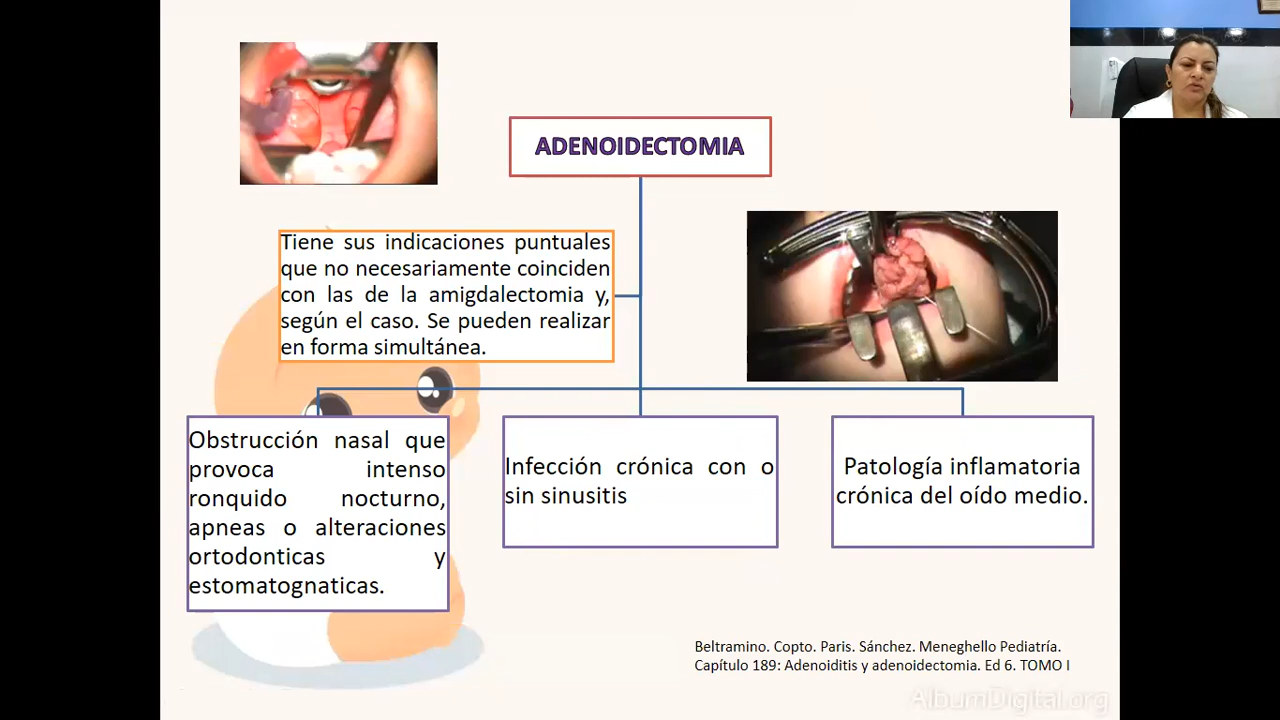 ADENOIDECTOMIA
Tiene sus indicaciones puntuales
que no necesariamente coinciden
con las de la amigdalectomia y,
según el caso. Se pueden realizar
en forma simultánea.
Obstrucción nasal que
provoca intenso
ronquido nocturno,
apneas o alteraciones
ortodonticas y
estomatognaticas.
Infección crónica con o
sin sinusitis
Patología inflamatoria
crónica del oído medio.
Beltramino. Copto. Paris. Sánchez. Meneghello Pediatría.
Capítulo 189: Adenoiditis y adenoidectomia. Ed 6. TOMO I
AlbumDigital.org